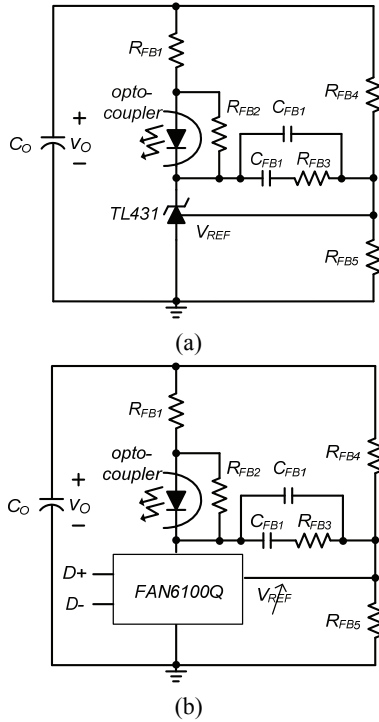 R_FB1
opto-
coupler
R_FB2
C_FB1
R_FB4
+
C_O v_O
−
C_FB1 R_FB3
TL431
V_REF
R_FB5
(a)
R_FB1
opto-
coupler
R_FB2
C_FB1
R_FB4
+
C_O v_O
−
C_FB1 R_FB3
D+
D-
FAN6100Q
V_REF
R_FB5
(b)